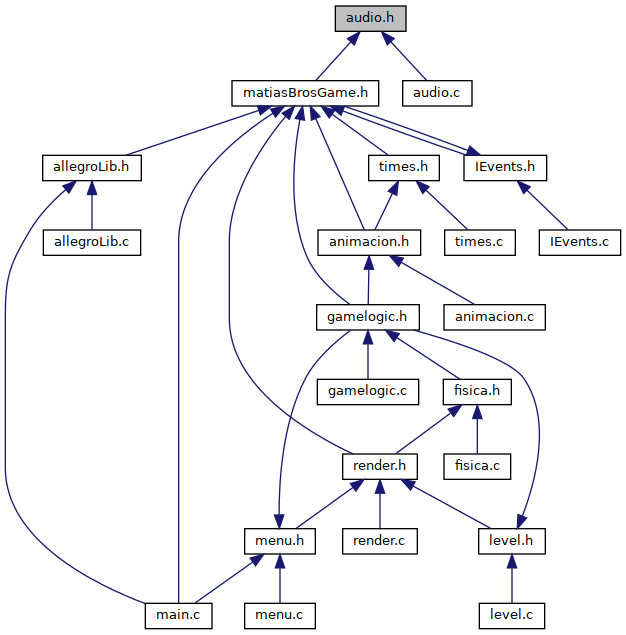 audio.h
matiasBrosGame.h
audio.c
allegroLib.h
times.h
IEvents.h
allegroLib.c
animacion.h
times.c
IEvents.c
gamelogic.h
animacion.c
gamelogic.c
fisica.h
render.h
fisica.c
menu.h
render.c
level.h
main.c
menu.c
level.c